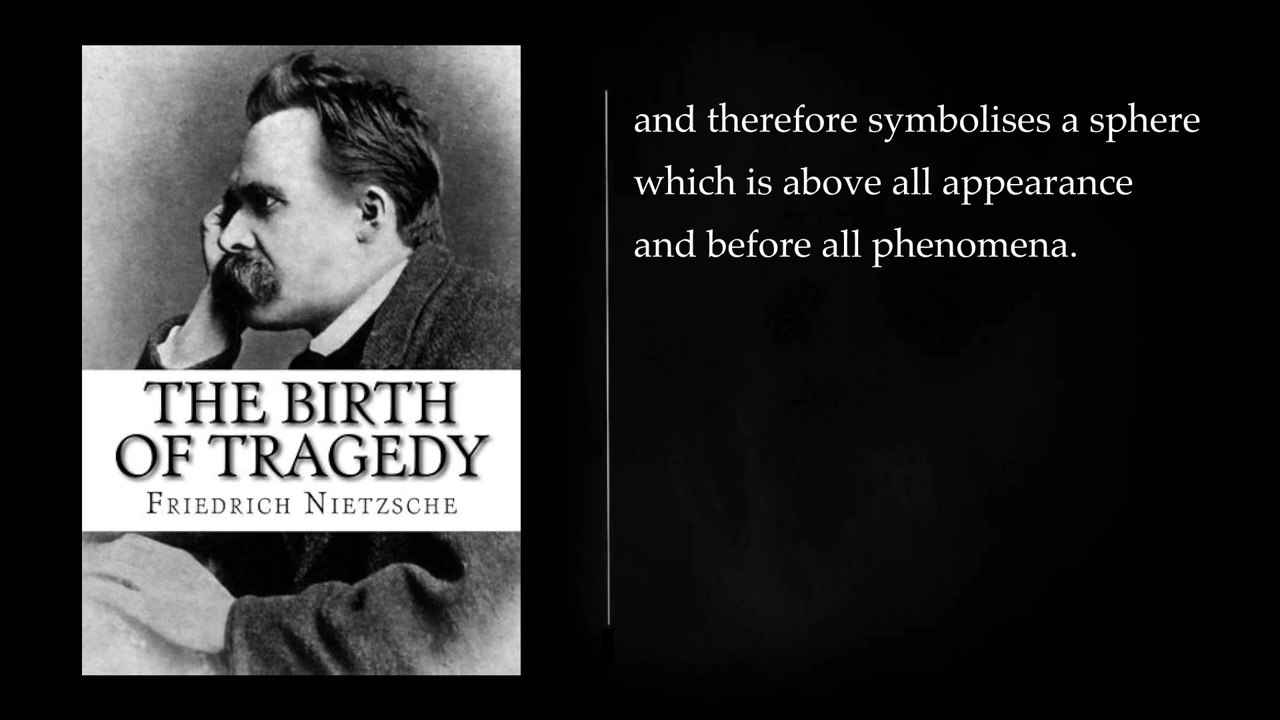 THE BIRTH
OF TRAGEDY
FRIEDRICH NIETZSCHE
and therefore symbolises a sphere
which is above all appearance
and before all phenomena.